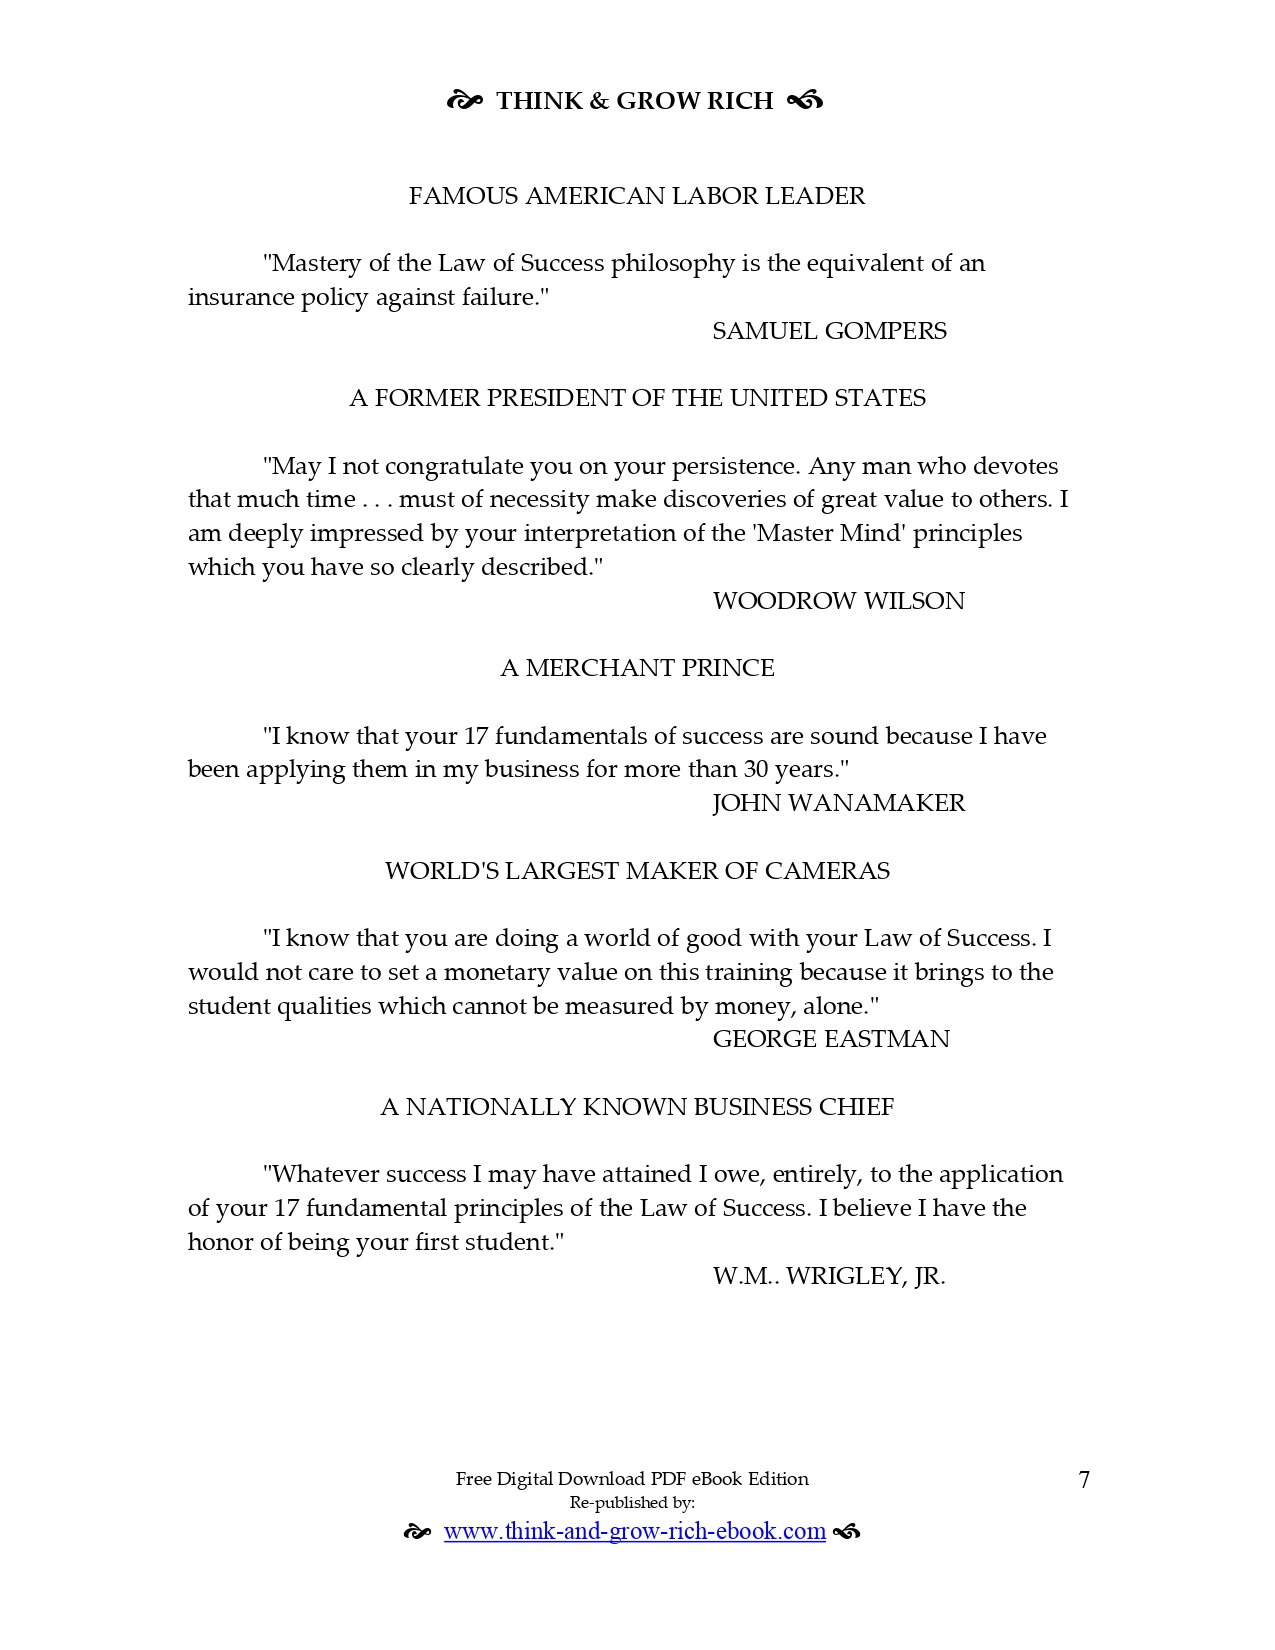 THINK & GROW RICH
FAMOUS AMERICAN LABOR LEADER
"Mastery of the Law of Success philosophy is the equivalent of an
insurance policy against failure."
SAMUEL GOMPERS
A FORMER PRESIDENT OF THE UNITED STATES
"May I not congratulate you on your persistence. Any man who devotes
that much time . . . must of necessity make discoveries of great value to others. I
am deeply impressed by your interpretation of the 'Master Mind' principles
which you have so clearly described."
WOODROW WILSON
A MERCHANT PRINCE
"I know that your 17 fundamentals of success are sound because I have
been applying them in my business for more than 30 years."
JOHN WANAMAKER
WORLD'S LARGEST MAKER OF CAMERAS
"I know that you are doing a world of good with your Law of Success. I
would not care to set a monetary value on this training because it brings to the
student qualities which cannot be measured by money, alone."
GEORGE EASTMAN
A NATIONALLY KNOWN BUSINESS CHIEF
"Whatever success I may have attained I owe, entirely, to the application
of your 17 fundamental principles of the Law of Success. I believe I have the
honor of being your first student."
W.M.. WRIGLEY, JR.
Free Digital Download PDF eBook Edition 7
Re-published by:
www.think-and-grow-rich-ebook.com